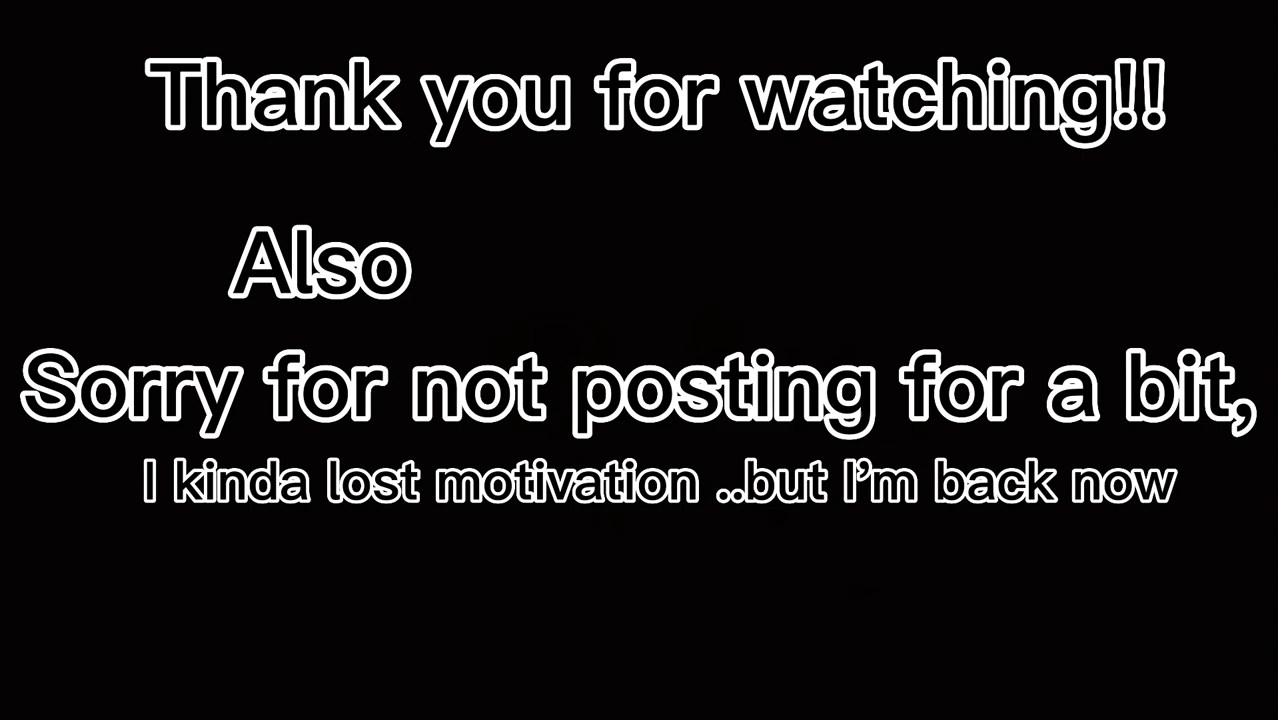 Thank you for watching!!
Also
Sorry for not posting for a bit,
I kinda lost motivation ..but I’m back now